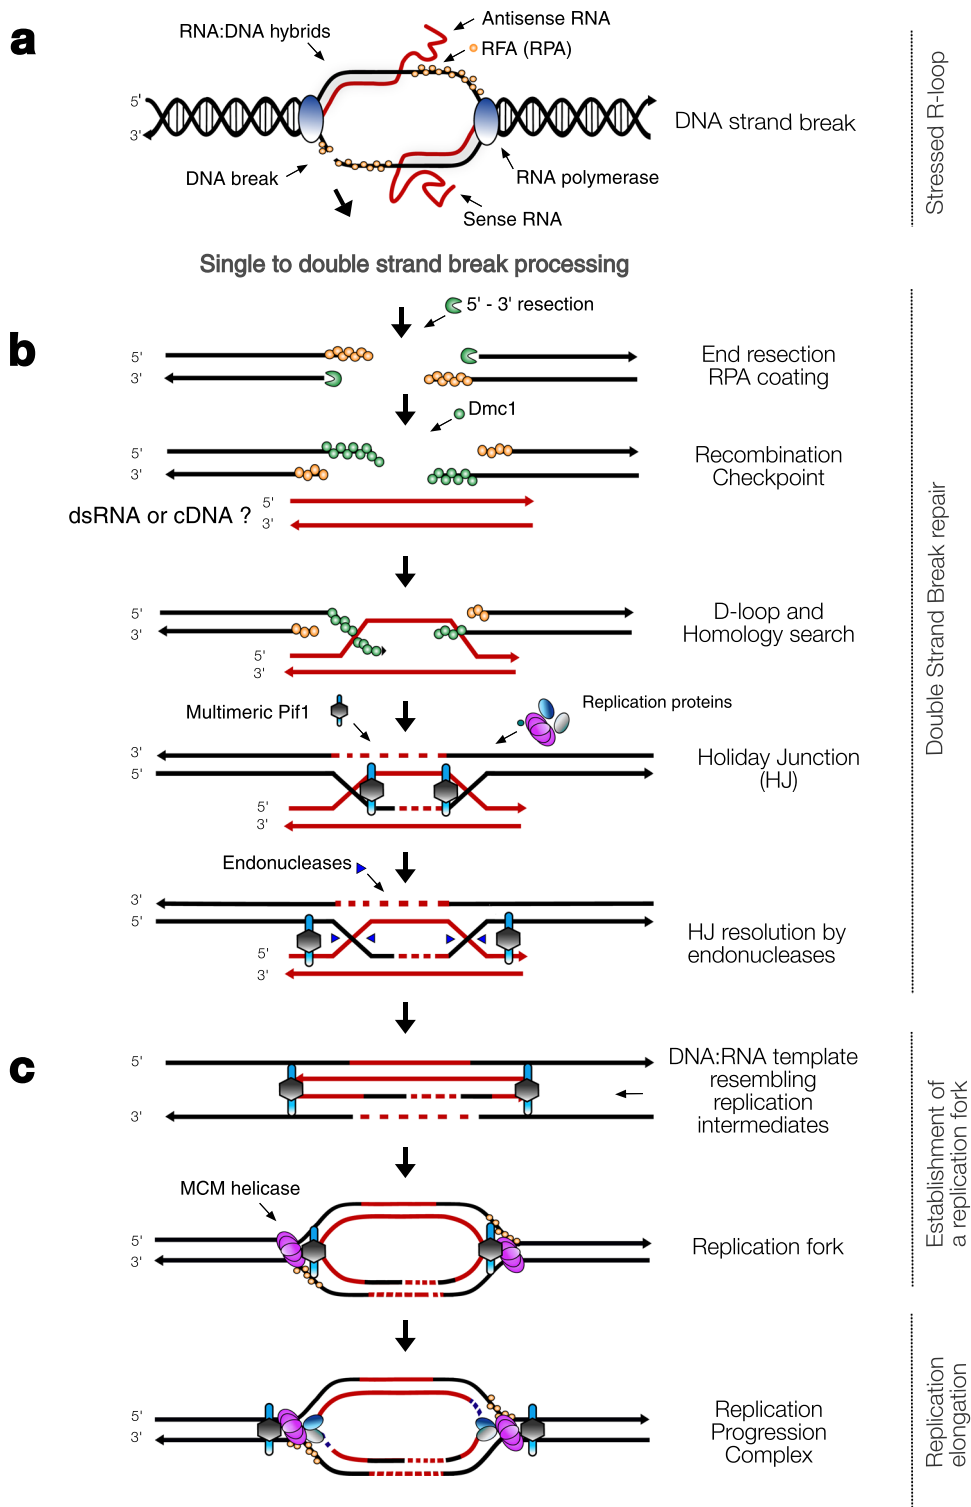 a
RNA:DNA hybrids
Antisense RNA
RFA (RPA)
5'
3'
DNA strand break
DNA break
RNA polymerase
Sense RNA
Stressed R-loop
Single to double strand break processing
5' - 3' resection
b
5'
3'
End resection
RPA coating
Dmc1
5'
3'
Recombination
Checkpoint
dsRNA or cDNA ?
5'
3'
5'
3'
D-loop and
Homology search
5'
3'
Multimeric Pif1
Replication proteins
3'
5'
Holiday Junction
(HJ)
5'
3'
Endonucleases
3'
5'
HJ resolution by
endonucleases
5'
3'
Double Strand Break repair
c
5'
3'
DNA:RNA template
resembling
replication
intermediates
MCM helicase
5'
3'
Replication fork
Establishment of
a replication fork
5'
3'
Replication
Progression
Complex
Replication
elongation